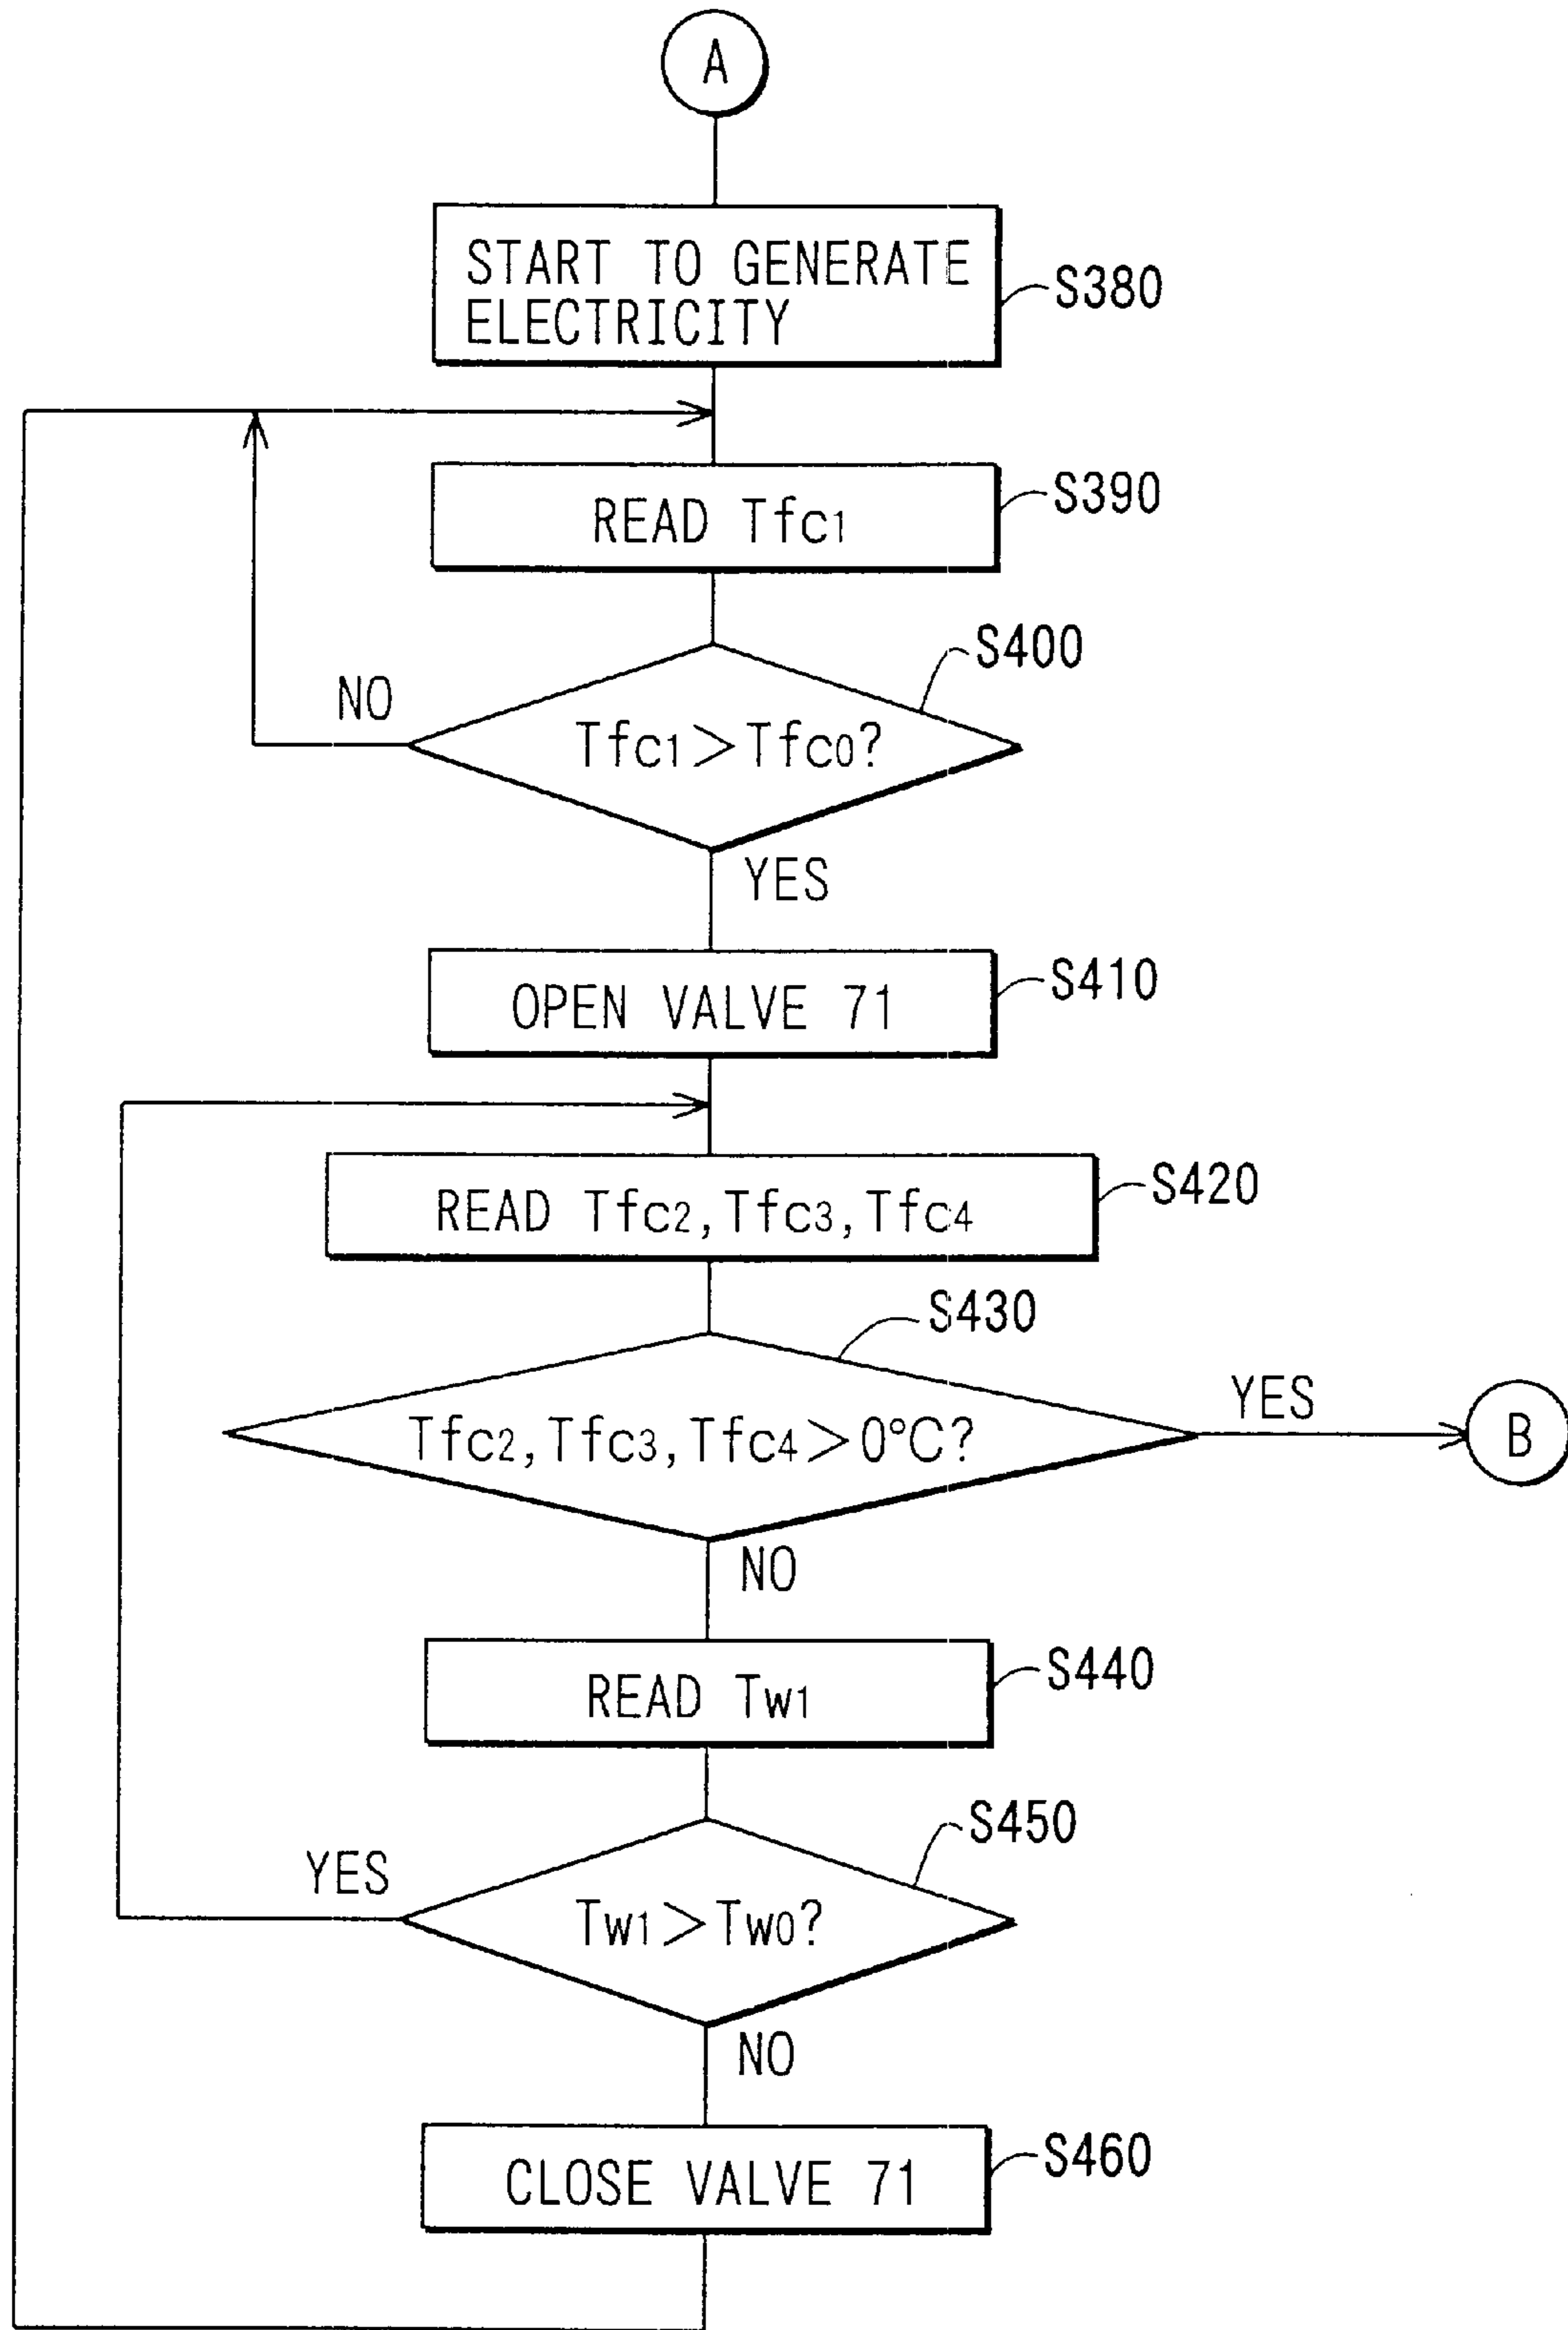 A
START TO GENERATE
ELECTRICITY
S380
READ Tfc1
S390
S400
NO
Tfc1>Tfc0?
YES
OPEN VALVE 71
S410
READ Tfc2,Tfc3,Tfc4
S420
S430
YES
Tfc2,Tfc3,Tfc4>0°C?
B
NO
READ Tw1
S440
S450
YES
Tw1>Tw0?
NO
CLOSE VALVE 71
S460